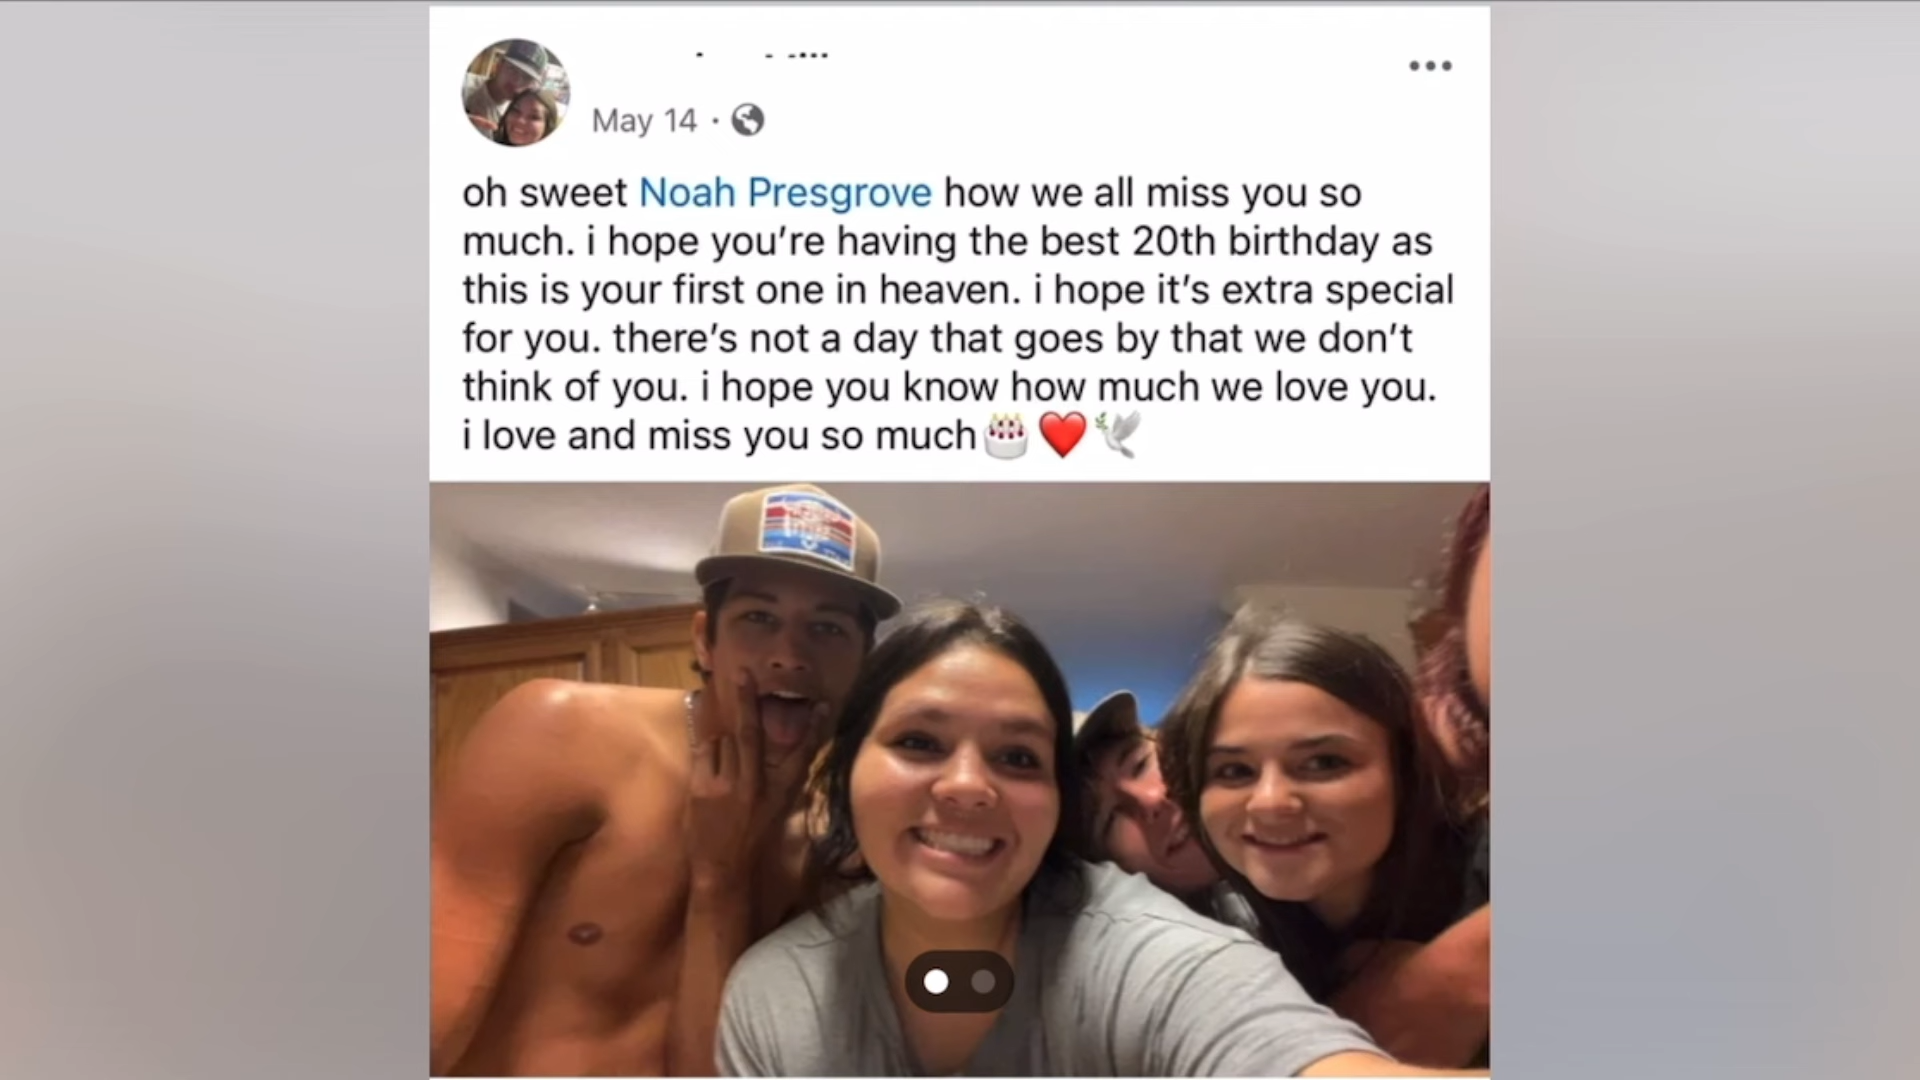 May 14 ·
oh sweet Noah Presgrove how we all miss you so
much. i hope you’re having the best 20th birthday as
this is your first one in heaven. i hope it’s extra special
for you. there’s not a day that goes by that we don’t
think of you. i hope you know how much we love you.
i love and miss you so much🎂❤️🕊️